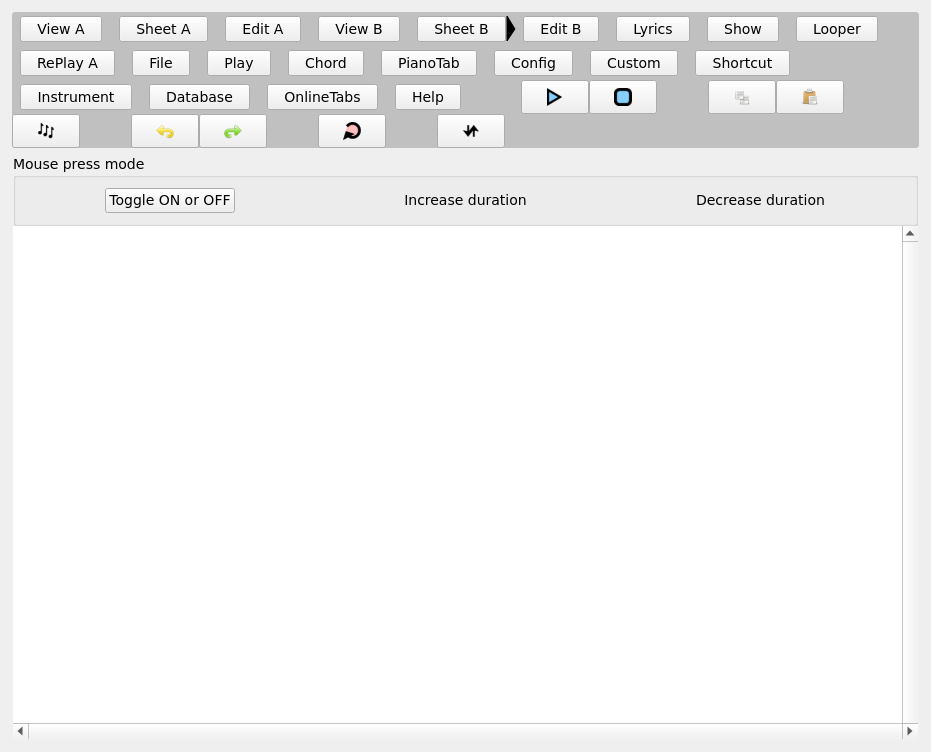 View A Sheet A Edit A View B Sheet B Edit B Lyrics Show Looper
RePlay A File Play Chord PianoTab Config Custom Shortcut
Instrument Database OnlineTabs Help
Mouse press mode
Toggle ON or OFF Increase duration Decrease duration